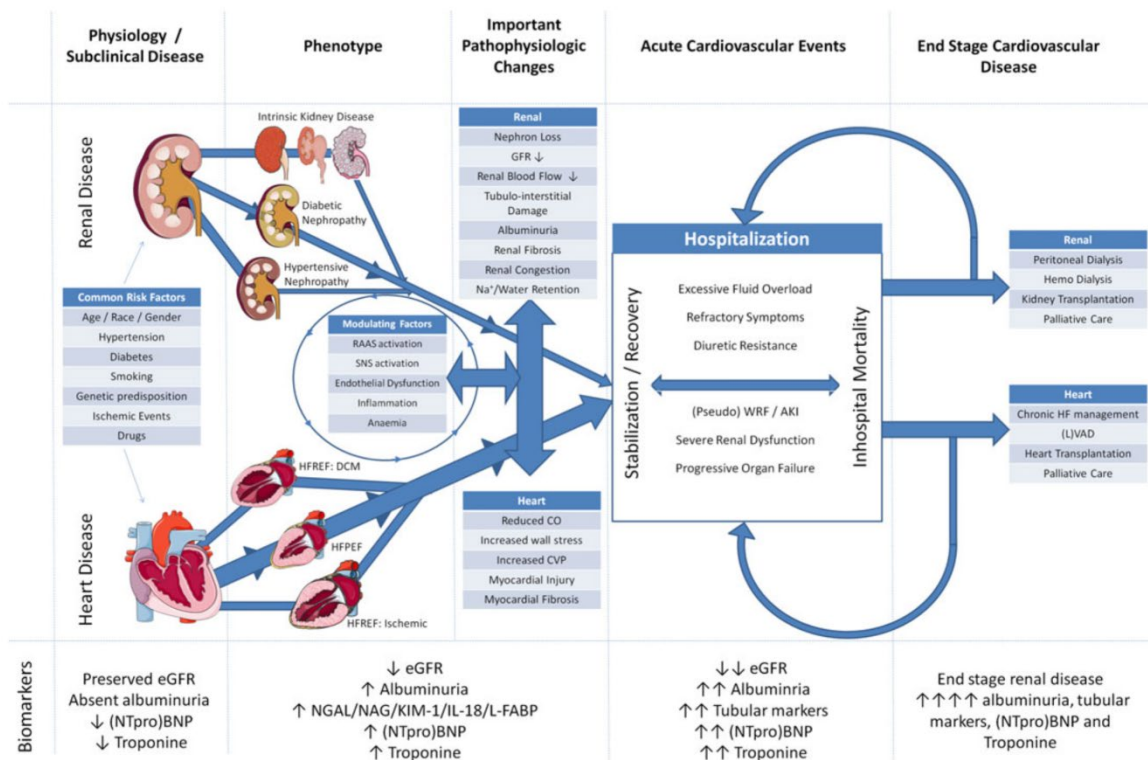 Physiology /
Subclinical Disease
Phenotype
Important
Pathophysiologic
Changes
Acute Cardiovascular Events
End Stage Cardiovascular
Disease
Renal Disease
Heart Disease
Common Risk Factors
Age / Race / Gender
Hypertension
Diabetes
Smoking
Genetic predisposition
Ischemic Events
Drugs
Intrinsic Kidney Disease
Diabetic
Nephropathy
Hypertensive
Nephropathy
Modulating Factors
RAAS activation
SNS activation
Endothelial Dysfunction
Inflammation
Anaemia
HFREF: DCM
HFPEF
HFREF: Ischemic
Renal
Nephron Loss
GFR ↓
Renal Blood Flow ↓
Tubulo-interstitial
Damage
Albuminuria
Renal Fibrosis
Renal Congestion
Na⁺/Water Retention
Heart
Reduced CO
Increased wall stress
Increased CVP
Myocardial Injury
Myocardial Fibrosis
Hospitalization
Stabilization / Recovery
Excessive Fluid Overload
Refractory Symptoms
Diuretic Resistance
(Pseudo) WRF / AKI
Severe Renal Dysfunction
Progressive Organ Failure
Inhospital Mortality
Renal
Peritoneal Dialysis
Hemo Dialysis
Kidney Transplantation
Palliative Care
Heart
Chronic HF management
(L)VAD
Heart Transplantation
Palliative Care
Biomarkers
Preserved eGFR
Absent albuminuria
↓ (NTpro)BNP
↓ Troponine
↓ eGFR
↑ Albuminuria
↑ NGAL/NAG/KIM-1/IL-18/L-FABP
↑ (NTpro)BNP
↑ Troponine
↓↓ eGFR
↑↑ Albuminria
↑↑ Tubular markers
↑↑ (NTpro)BNP
↑↑ Troponine
End stage renal disease
↑↑↑↑ albuminuria, tubular
markers, (NTpro)BNP and
Troponine